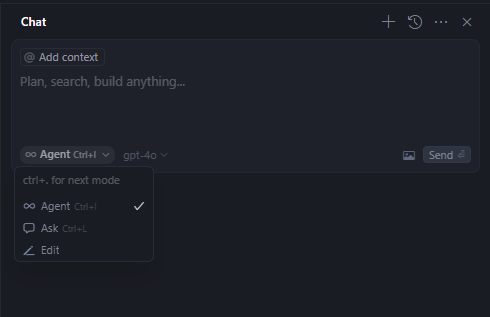 Chat
@ Add context
Plan, search, build anything...
Agent Ctrl+I gpt-4o Send
ctrl+. for next mode
Agent Ctrl+I
Ask Ctrl+L
Edit